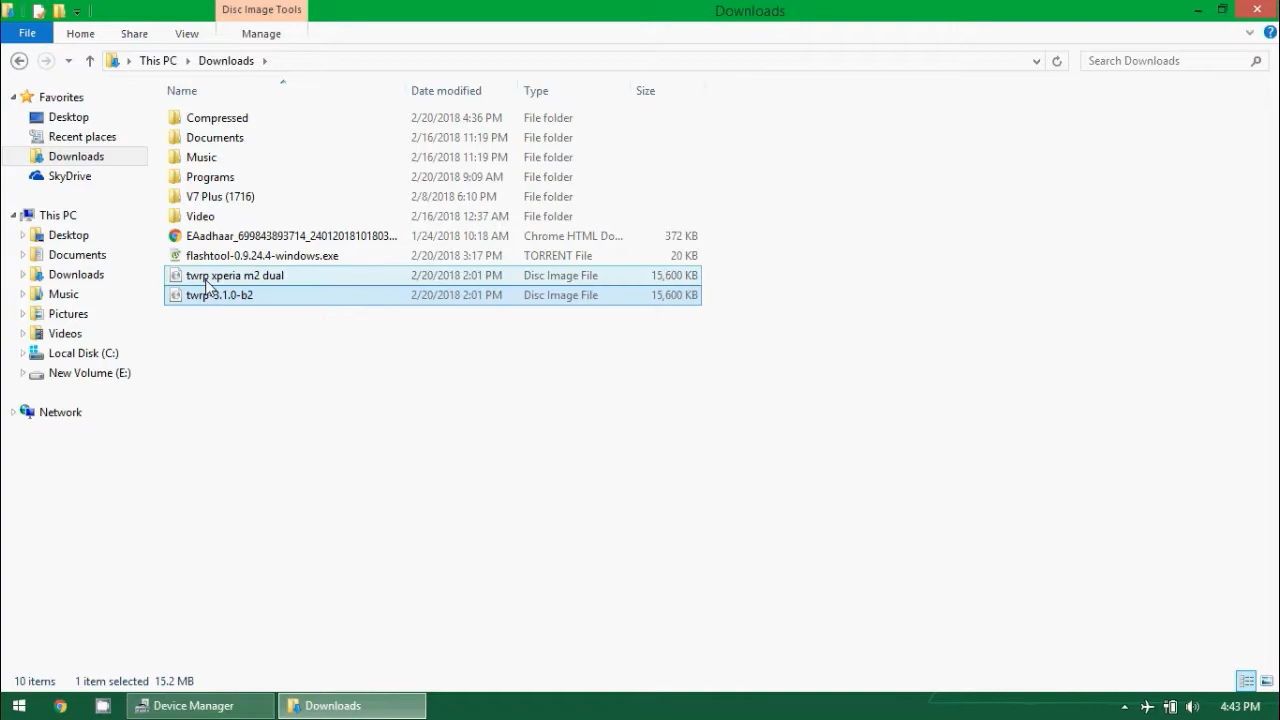 Disc Image Tools
Downloads
File Home Share View Manage
This PC Downloads
Search Downloads
Name Date modified Type Size
Favorites
Desktop
Recent places
Downloads
SkyDrive
This PC
Desktop
Documents
Downloads
Music
Pictures
Videos
Local Disk (C:)
New Volume (E:)
Network
Compressed 2/20/2018 4:36 PM File folder
Documents 2/16/2018 11:19 PM File folder
Music 2/16/2018 11:19 PM File folder
Programs 2/20/2018 9:09 AM File folder
V7 Plus (1716) 2/8/2018 6:10 PM File folder
Video 2/16/2018 12:37 AM File folder
EAadhaar_699843893714_24012018101803... 1/24/2018 10:18 AM Chrome HTML Do... 372 KB
flashtool-0.9.24.4-windows.exe 2/20/2018 3:17 PM TORRENT File 20 KB
twrp xperia m2 dual 2/20/2018 2:01 PM Disc Image File 15,600 KB
twrp-3.1.0-b2 2/20/2018 2:01 PM Disc Image File 15,600 KB
10 items 1 item selected 15.2 MB
Device Manager Downloads 4:43 PM